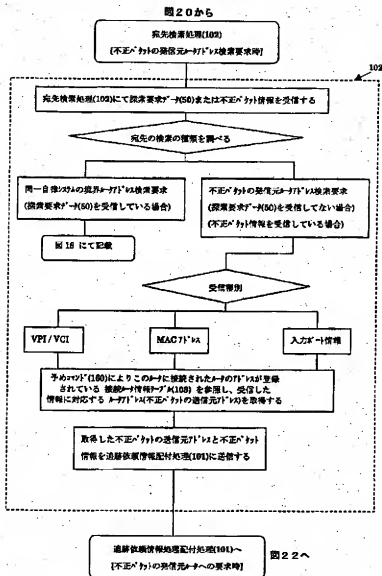 図20から
宛先検索処理(102)
[不正パケットの発信元ルータアドレス検索要求時]
102
宛先検索処理(102)にて探索要求データ(50)または不正パケット情報を受信する
宛先の検索の種類を調べる
同一自律システムの境界ルータアドレス検索要求
(探索要求データ(50)を受信している場合)
不正パケットの発信元ルータアドレス検索要求
(探索要求データ(50)を受信してない場合)
(不正パケット情報を受信している場合)
図16 にて記載
受信種別
VPI/VCI
MACアドレス
入力ポート情報
予めコマンド(160)によりこのルータに接続されたルータのアドレスが登録
されている 接続ルータ情報テーブル(108) を参照し、受信した
情報に対応する ルータアドレス(不正パケットの送信元アドレス)を取得する
取得した不正パケットの送信元アドレスと不正パケット
情報を追跡依頼情報配付処理(101)に送信する
追跡依頼情報処理配付処理(101)へ
[不正パケットの発信元ルータへの要求時]
図22へ